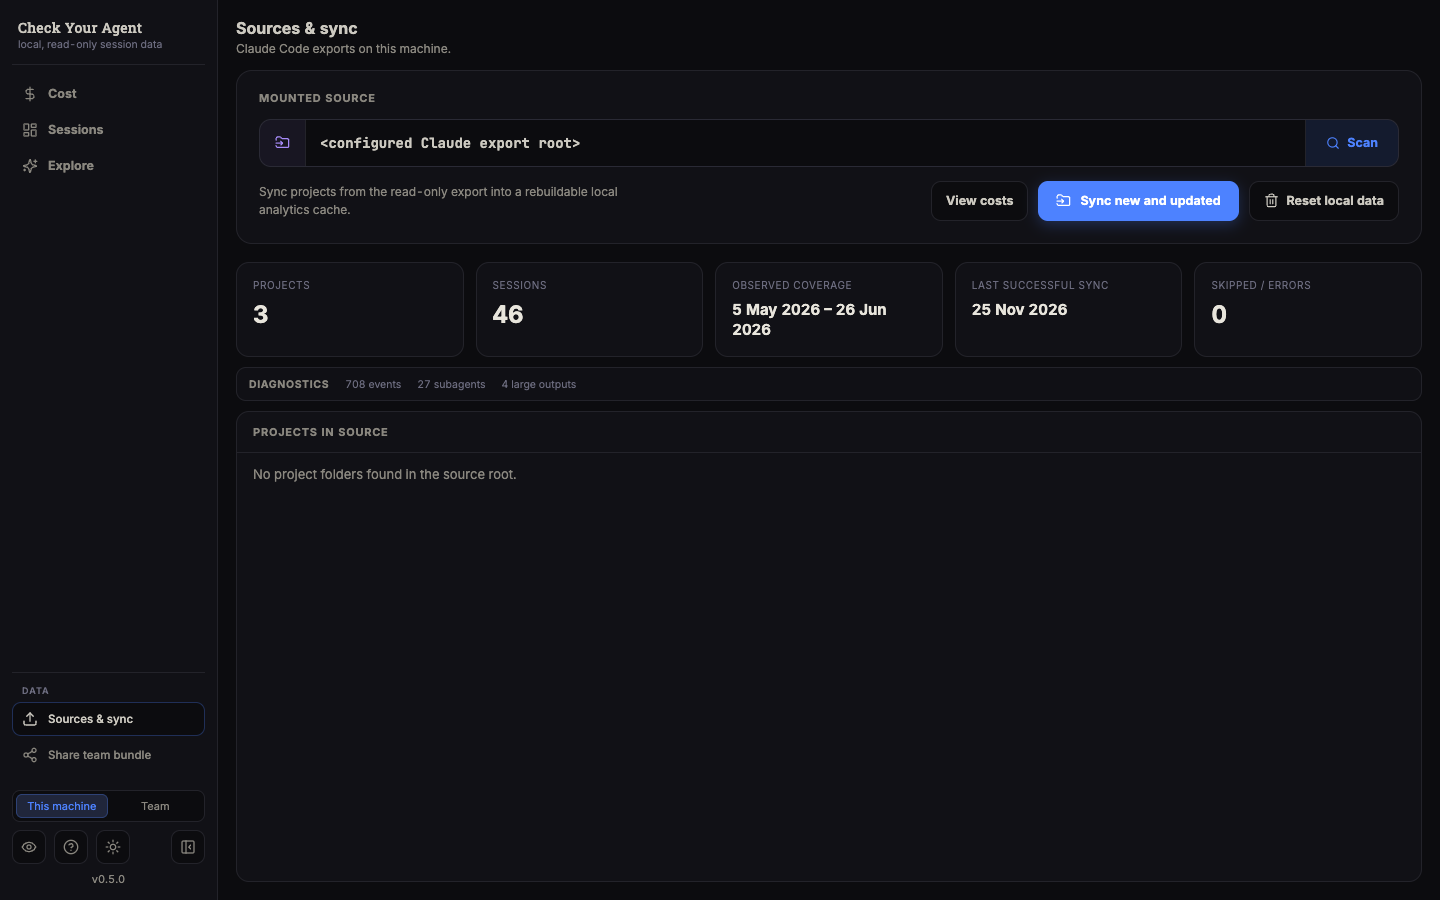 Check Your Agent
local, read-only session data
Cost
Sessions
Explore
DATA
Sources & sync
Share team bundle
This machine
Team
v0.5.0
Sources & sync
Claude Code exports on this machine.
MOUNTED SOURCE
<configured Claude export root>
Scan
Sync projects from the read-only export into a rebuildable local
analytics cache.
View costs
Sync new and updated
Reset local data
PROJECTS
3
SESSIONS
46
OBSERVED COVERAGE
5 May 2026 – 26 Jun
2026
LAST SUCCESSFUL SYNC
25 Nov 2026
SKIPPED / ERRORS
0
DIAGNOSTICS 708 events 27 subagents 4 large outputs
PROJECTS IN SOURCE
No project folders found in the source root.